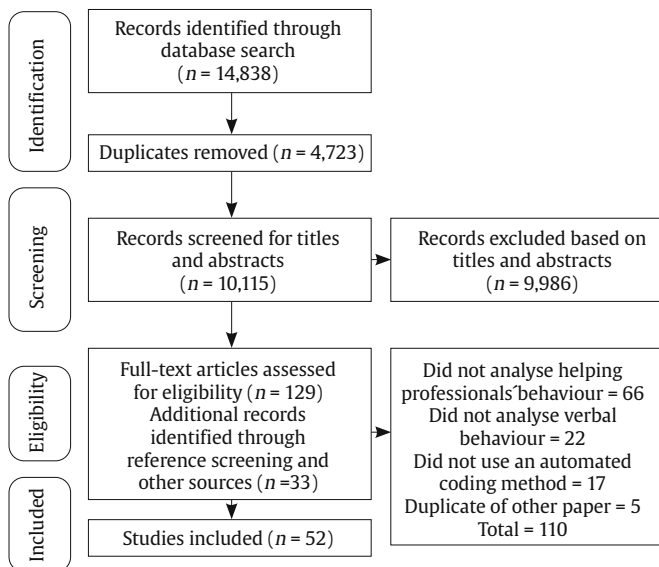 Identification
Records identified through
database search
(n = 14,838)
Duplicates removed (n = 4,723)
Screening
Records screened for titles
and abstracts
(n = 10,115)
Records excluded based on
titles and abstracts
(n = 9,986)
Eligibility
Full-text articles assessed
for eligibility (n = 129)
Additional records
identified through
reference screening and
other sources (n =33)
Did not analyse helping
professionals´behaviour = 66
Did not analyse verbal
behaviour = 22
Did not use an automated
coding method = 17
Duplicate of other paper = 5
Total = 110
Included
Studies included (n = 52)